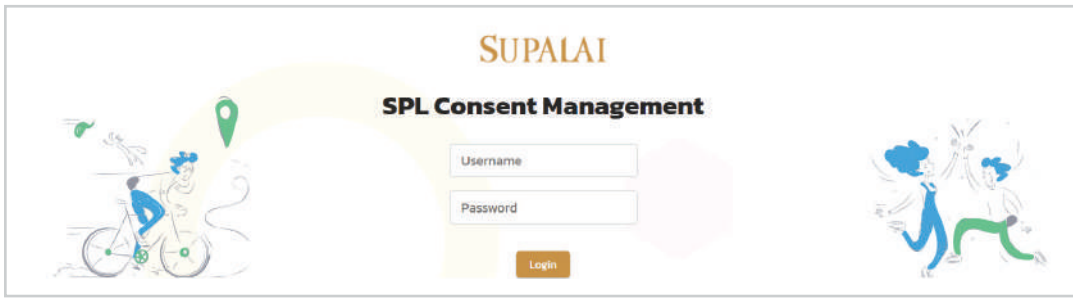 SUPALAI
SPL Consent Management
Username
Password
Login